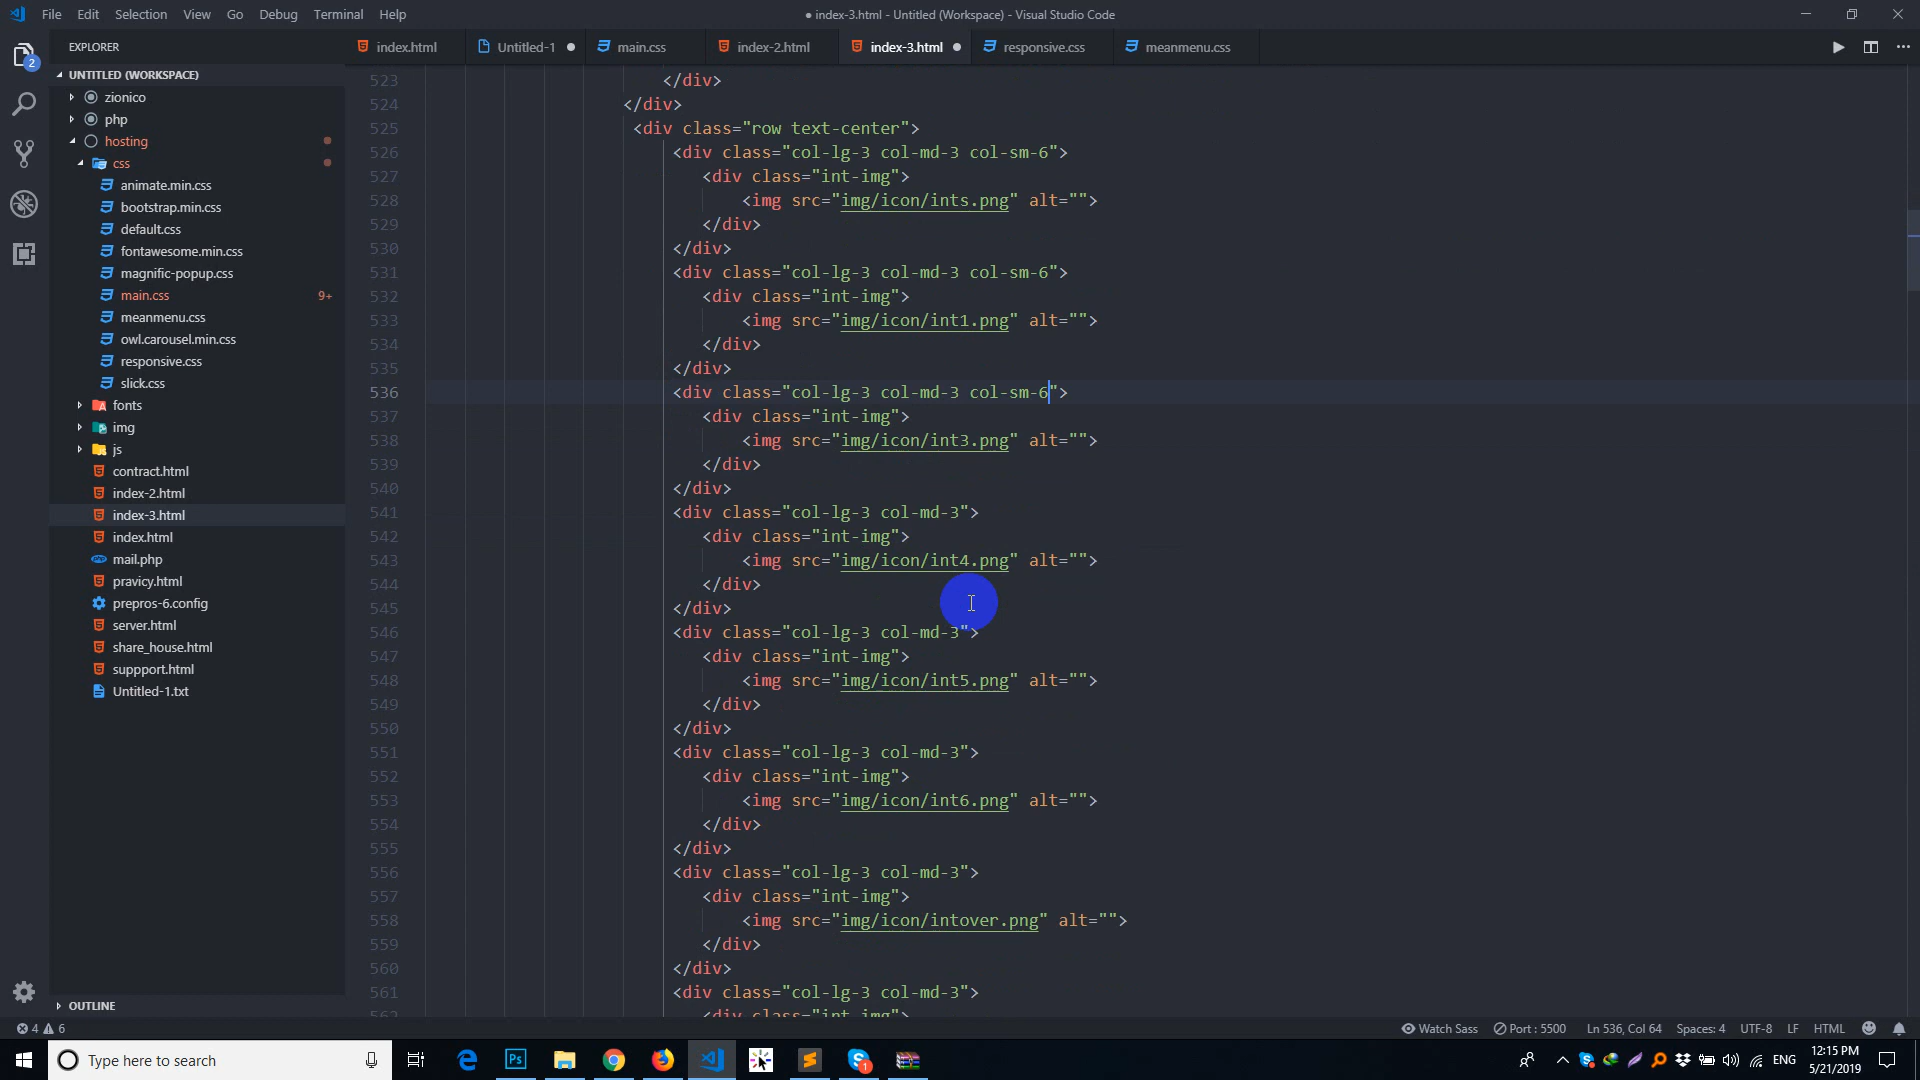 File Edit Selection View Go Debug Terminal Help
● index-3.html - Untitled (Workspace) - Visual Studio Code
EXPLORER
index.html
Untitled-1
main.css
index-2.html
index-3.html
responsive.css
meanmenu.css
2
UNTITLED (WORKSPACE)
zionico
php
hosting
css
animate.min.css
bootstrap.min.css
default.css
fontawesome.min.css
magnific-popup.css
main.css 9+
meanmenu.css
owl.carousel.min.css
responsive.css
slick.css
fonts
img
js
contract.html
index-2.html
index-3.html
index.html
mail.php
pravicy.html
prepros-6.config
server.html
share_house.html
suppport.html
Untitled-1.txt
OUTLINE
523 </div>
524 </div>
525 <div class="row text-center">
526 <div class="col-lg-3 col-md-3 col-sm-6">
527 <div class="int-img">
528 <img src="img/icon/ints.png" alt="">
529 </div>
530 </div>
531 <div class="col-lg-3 col-md-3 col-sm-6">
532 <div class="int-img">
533 <img src="img/icon/int1.png" alt="">
534 </div>
535 </div>
536 <div class="col-lg-3 col-md-3 col-sm-6">
537 <div class="int-img">
538 <img src="img/icon/int3.png" alt="">
539 </div>
540 </div>
541 <div class="col-lg-3 col-md-3">
542 <div class="int-img">
543 <img src="img/icon/int4.png" alt="">
544 </div>
545 </div>
546 <div class="col-lg-3 col-md-3">
547 <div class="int-img">
548 <img src="img/icon/int5.png" alt="">
549 </div>
550 </div>
551 <div class="col-lg-3 col-md-3">
552 <div class="int-img">
553 <img src="img/icon/int6.png" alt="">
554 </div>
555 </div>
556 <div class="col-lg-3 col-md-3">
557 <div class="int-img">
558 <img src="img/icon/intover.png" alt="">
559 </div>
560 </div>
561 <div class="col-lg-3 col-md-3">
562 <div class="int-img">
4 6
Watch Sass Port : 5500 Ln 536, Col 64 Spaces: 4 UTF-8 LF HTML
Type here to search
Ps
1
ENG
12:15 PM
5/21/2019